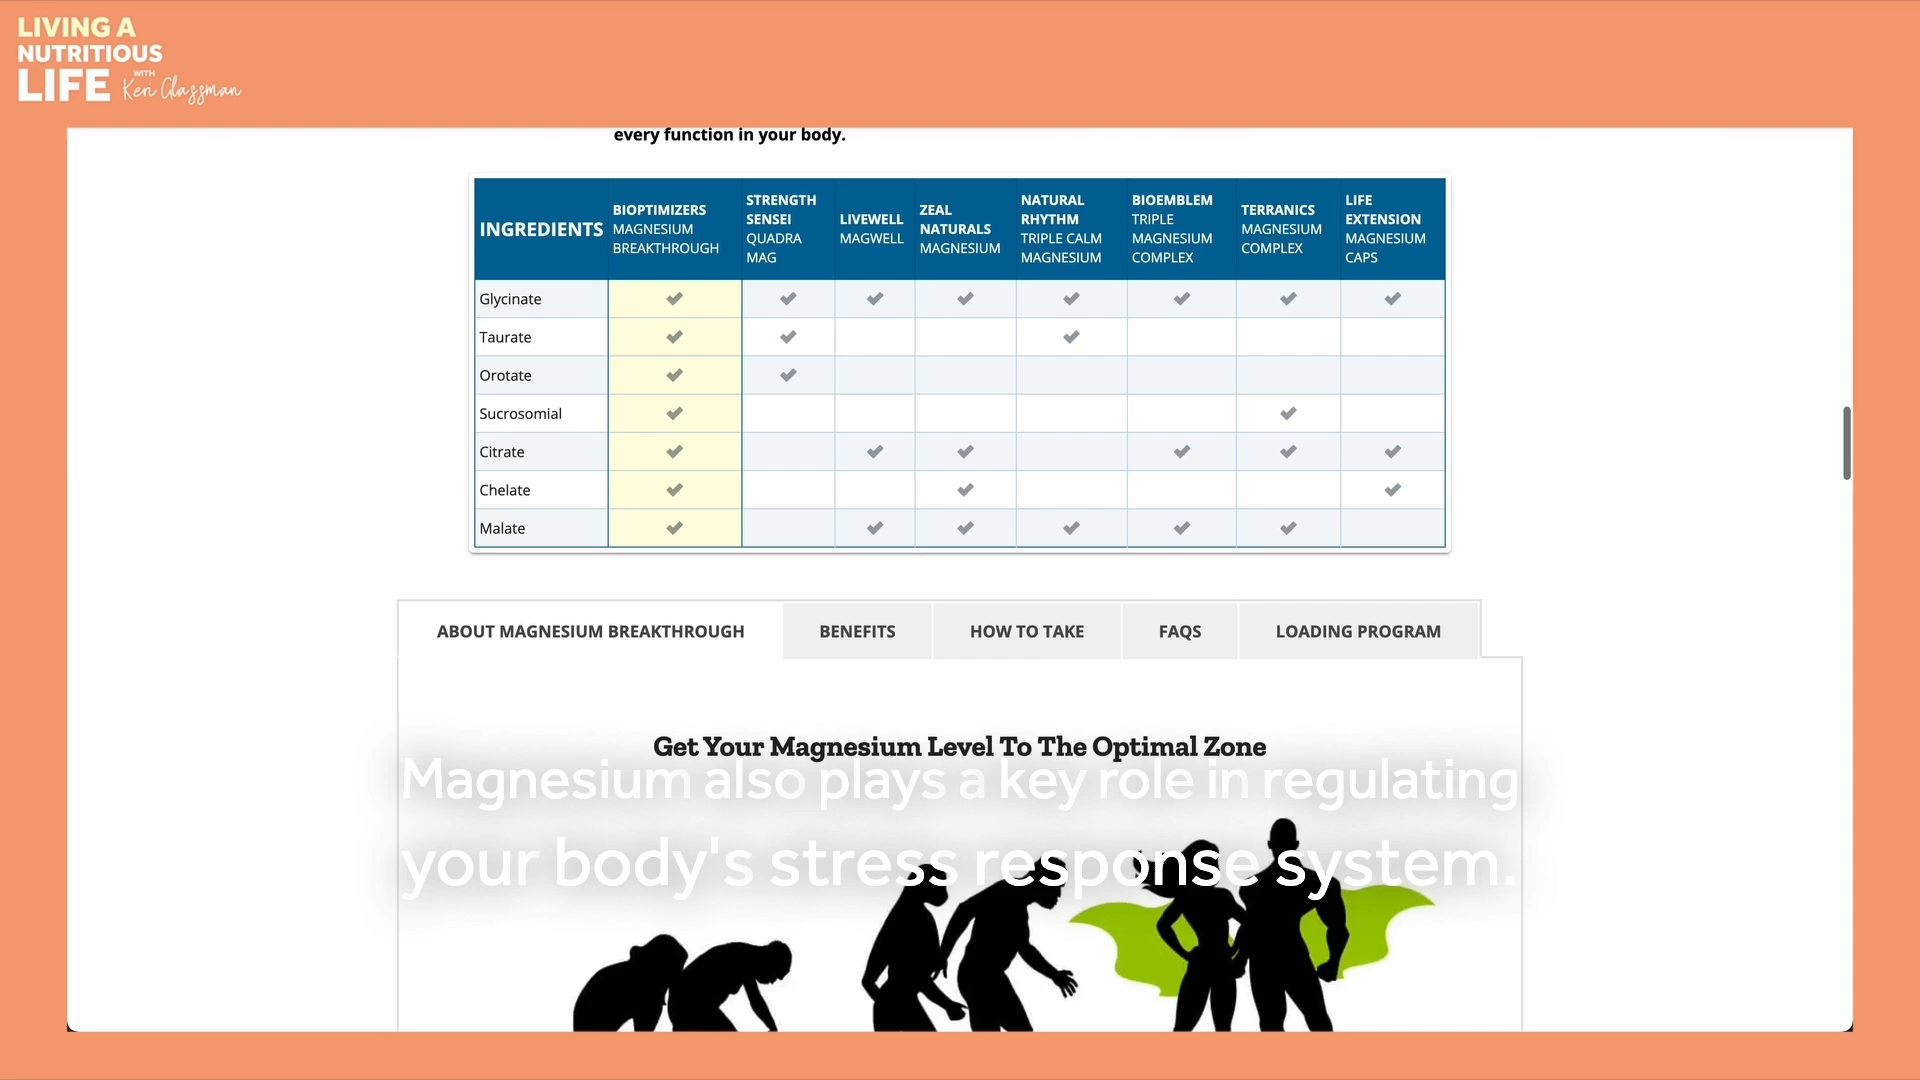 LIVING A
NUTRITIOUS
LIFE WITH Keri Glassman
every function in your body.
INGREDIENTS
BIOPTIMIZERS
MAGNESIUM
BREAKTHROUGH
STRENGTH
SENSEI
QUADRA
MAG
LIVEWELL
MAGWELL
ZEAL
NATURALS
MAGNESIUM
NATURAL
RHYTHM
TRIPLE CALM
MAGNESIUM
BIOEMBLEM
TRIPLE
MAGNESIUM
COMPLEX
TERRANICS
MAGNESIUM
COMPLEX
LIFE
EXTENSION
MAGNESIUM
CAPS
Glycinate
Taurate
Orotate
Sucrosomial
Citrate
Chelate
Malate
ABOUT MAGNESIUM BREAKTHROUGH
BENEFITS
HOW TO TAKE
FAQS
LOADING PROGRAM
Get Your Magnesium Level To The Optimal Zone
Magnesium also plays a key role in regulating
your body's stress response system.